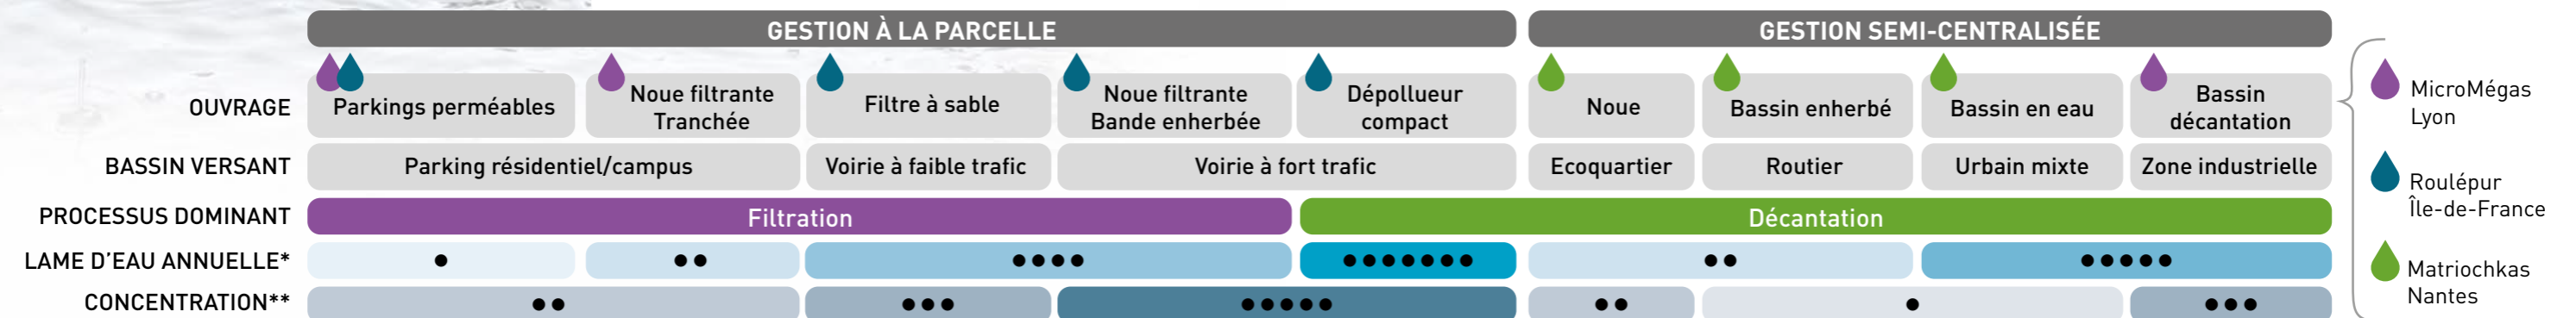 GESTION À LA PARCELLE
GESTION SEMI-CENTRALISÉE
OUVRAGE
Parkings perméables
Noue filtrante
Tranchée
Filtre à sable
Noue filtrante
Bande enherbée
Dépollueur
compact
Noue
Bassin enherbé
Bassin en eau
Bassin
décantation
BASSIN VERSANT
Parking résidentiel/campus
Voirie à faible trafic
Voirie à fort trafic
Ecoquartier
Routier
Urbain mixte
Zone industrielle
PROCESSUS DOMINANT
Filtration
Décantation
LAME D'EAU ANNUELLE*
CONCENTRATION**
MicroMégas
Lyon
Roulépur
Île-de-France
Matriochkas
Nantes